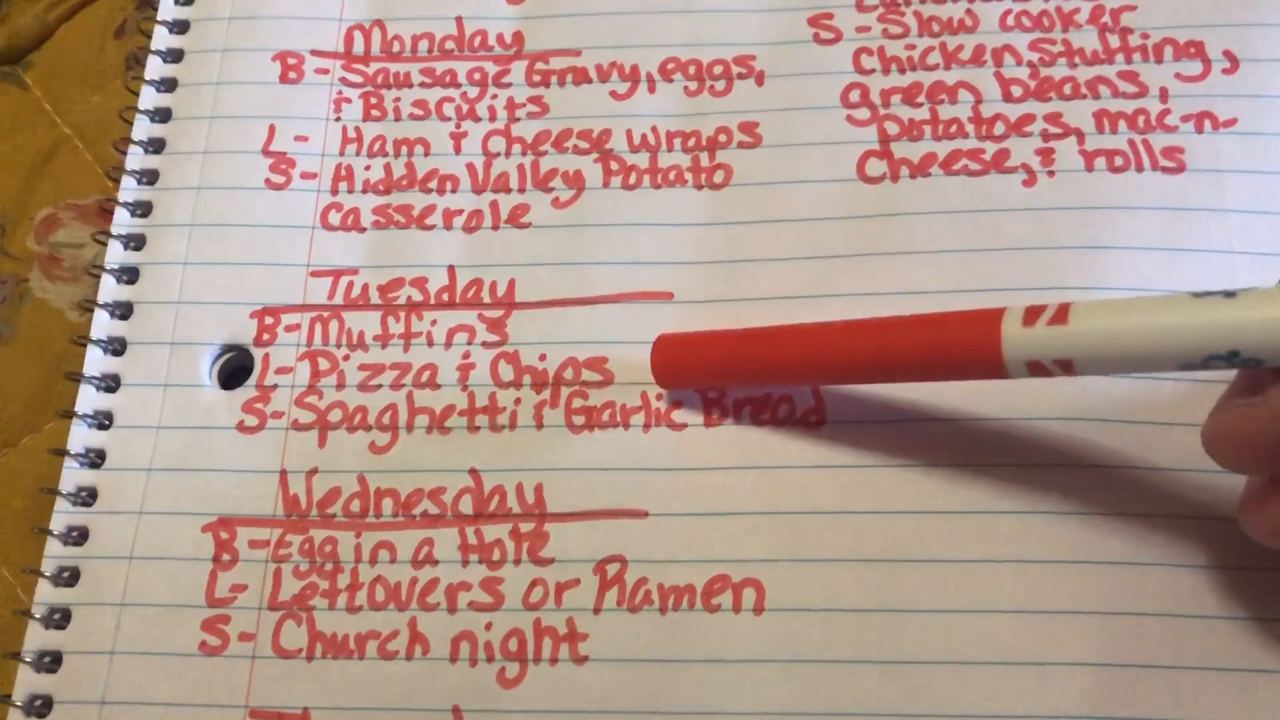 Monday
B-Sausage Gravy, eggs,
& Biscuits
L- Ham & cheese wraps
S-Hidden Valley Potato
casserole
Tuesday
B-Muffins
L-Pizza & Chips
S-Spaghetti & Garlic Bread
Wednesday
B-Egg in a Hole
L-Leftovers or Ramen
S-Church night
S-Slow cooker
chicken, Stuffing,
green beans,
potatoes, mac-n-
cheese, & rolls